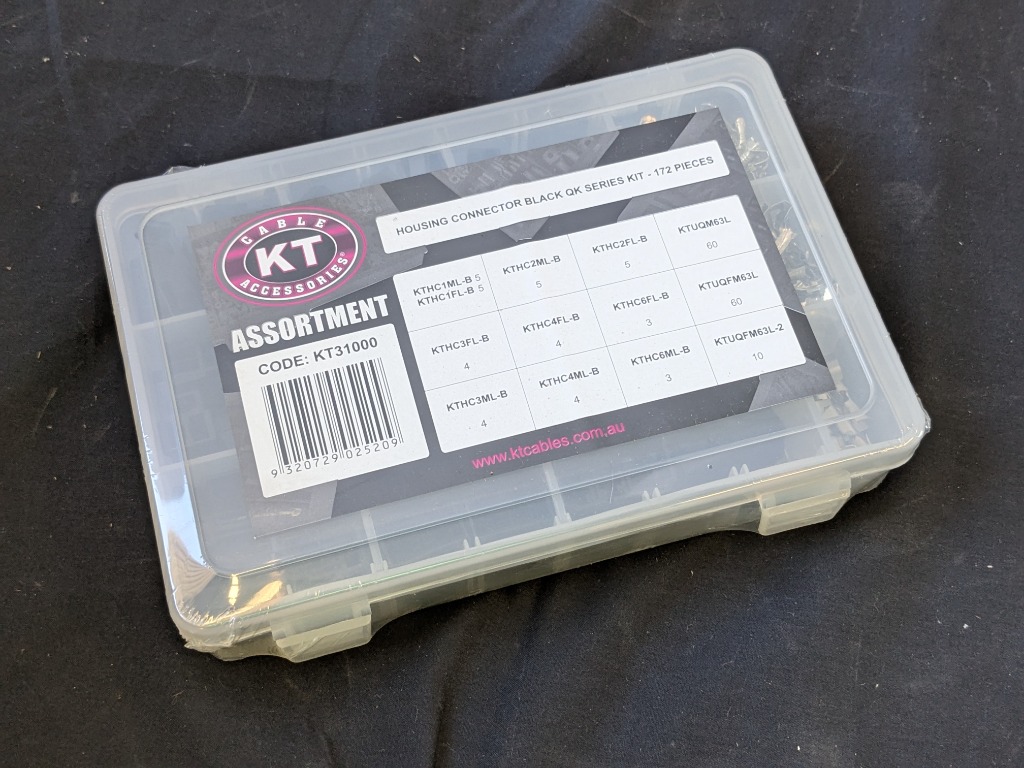 CABLE
KT
ACCESSORIES®
ASSORTMENT
CODE: KT31000
9 320729 025209
HOUSING CONNECTOR BLACK QK SERIES KIT - 172 PIECES
KTHC1ML-B 5
KTHC1FL-B 5
KTHC2ML-B
5
KTHC2FL-B
5
KTUQM63L
60
KTHC3FL-B
4
KTHC4FL-B
4
KTHC6FL-B
3
KTUQFM63L
60
KTHC3ML-B
4
KTHC4ML-B
4
KTHC6ML-B
3
KTUQFM63L-2
10
www.ktcables.com.au